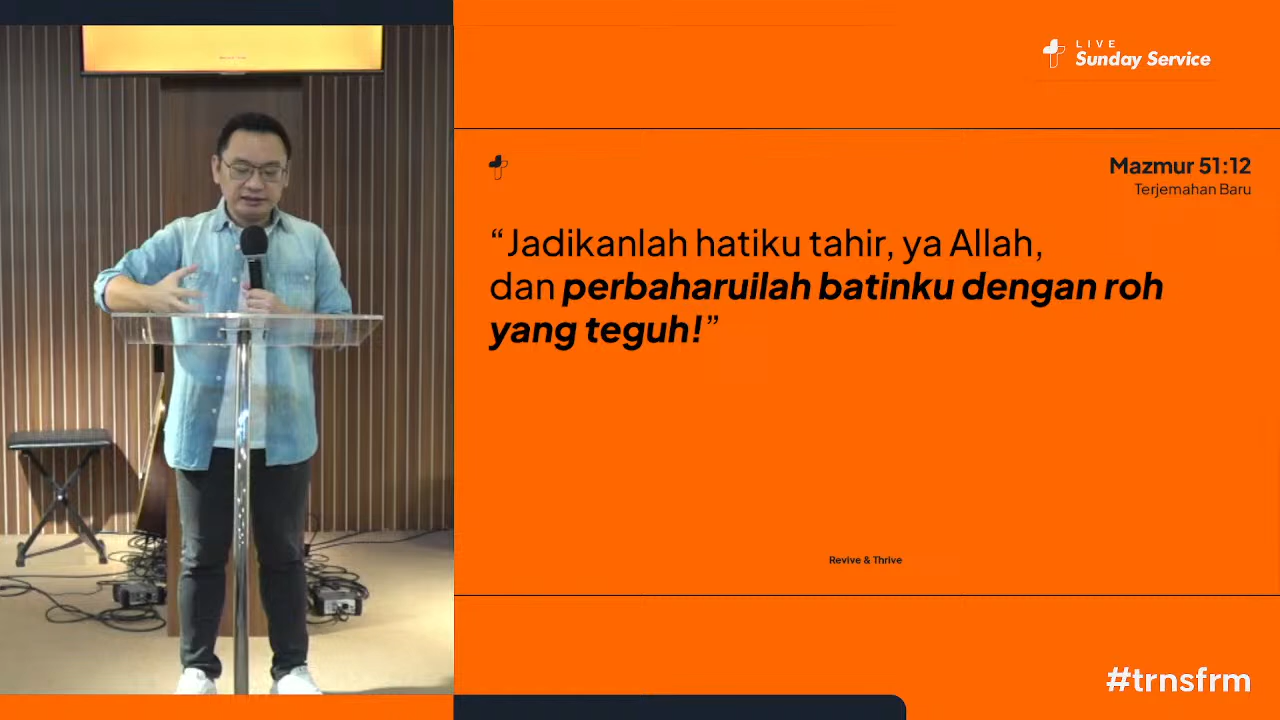 LIVE
Sunday Service
Mazmur 51:12
Terjemahan Baru
“Jadikanlah hatiku tahir, ya Allah,
dan perbaharuilah batinku dengan roh
yang teguh!”
Revive & Thrive
#trnsfrm